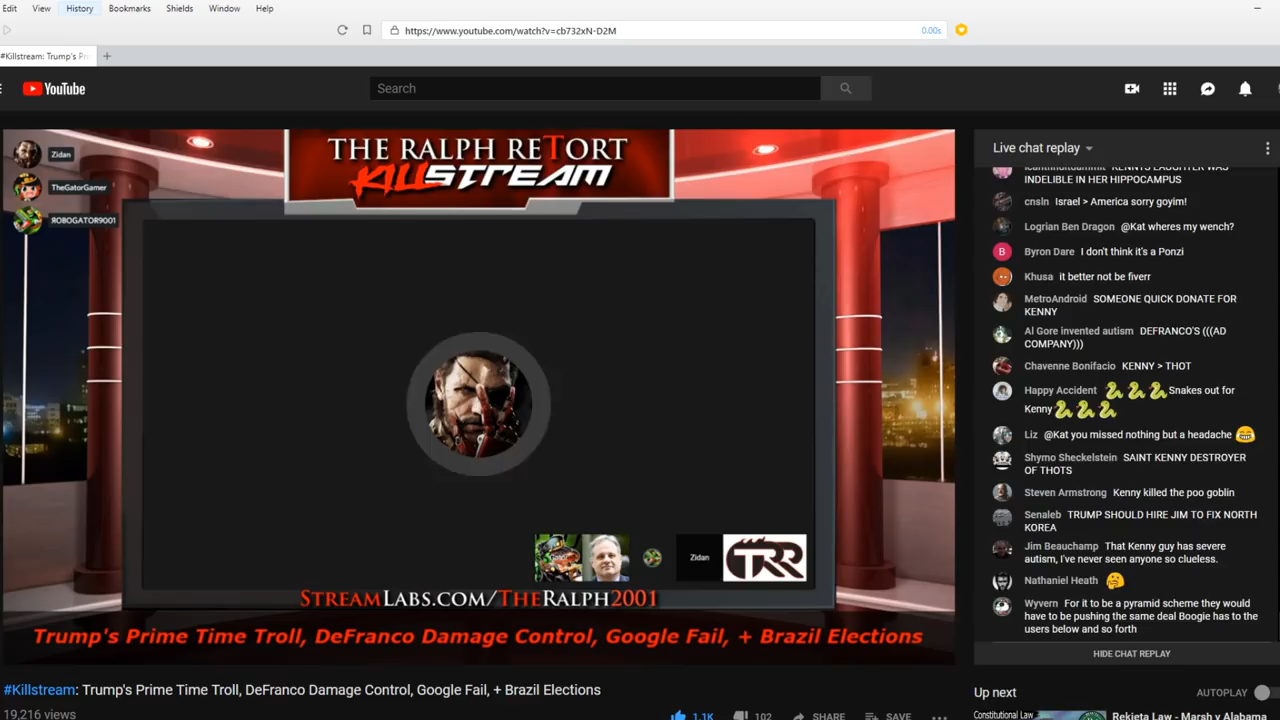 Edit View History Bookmarks Shields Window Help
https://www.youtube.com/watch?v=cb732xN-D2M 0.00s
#Killstream: Trump's Pri
YouTube
Search
THE RALPH RETORT
KILLSTREAM
Zidan
TheGatorGamer
ЯOBOGATOR9001
Zidan
TRR
STREAMLABS.COM/THERALPH2001
Trump's Prime Time Troll, DeFranco Damage Control, Google Fail, + Brazil Elections
#Killstream: Trump's Prime Time Troll, DeFranco Damage Control, Google Fail, + Brazil Elections
19,216 views
1.1K 102 SHARE SAVE
Live chat replay
KENNYS LAUGHTER WAS
INDELIBLE IN HER HIPPOCAMPUS
cnsln Israel > America sorry goyim!
Logrian Ben Dragon @Kat wheres my wench?
B Byron Dare I don't think it's a Ponzi
Khusa it better not be fiverr
MetroAndroid SOMEONE QUICK DONATE FOR
KENNY
Al Gore invented autism DEFRANCO'S (((AD
COMPANY)))
Chavenne Bonifacio KENNY > THOT
Happy Accident 🐍🐍🐍Snakes out for
Kenny🐍🐍🐍
Liz @Kat you missed nothing but a headache 😂
Shymo Sheckelstein SAINT KENNY DESTROYER
OF THOTS
Steven Armstrong Kenny killed the poo goblin
Senaleb TRUMP SHOULD HIRE JIM TO FIX NORTH
KOREA
Jim Beauchamp That Kenny guy has severe
autism, I've never seen anyone so clueless.
Nathaniel Heath 🤔
Wyvern For it to be a pyramid scheme they would
have to be pushing the same deal Boogie has to the
users below and so forth
HIDE CHAT REPLAY
Up next AUTOPLAY
Constitutional Law
Rekieta Law - Marsh v Alabama